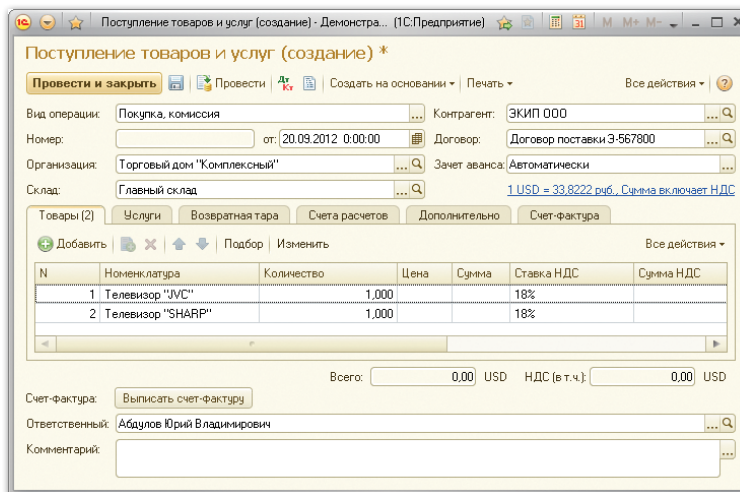 Поступление товаров и услуг (создание) - Демонстра... (1С:Предприятие) M M+ M-
Поступление товаров и услуг (создание) *
Провести и закрыть Провести Дт Кт Создать на основании Печать Все действия ?
Вид операции: Покупка, комиссия ... Контрагент: ЭКИП ООО ...
Номер: от: 20.09.2012 0:00:00 Договор: Договор поставки Э-567800 ...
Организация: Торговый дом "Комплексный" ... Зачет аванса: Автоматически ...
Склад: Главный склад ... 1 USD = 33,8222 руб., Сумма включает НДС
Товары (2) Услуги Возвратная тара Счета расчетов Дополнительно Счет-фактура
Добавить Подбор Изменить Все действия
N Номенклатура Количество Цена Сумма Ставка НДС Сумма НДС
1 Телевизор "JVC" 1,000 18%
2 Телевизор "SHARP" 1,000 18%
Всего: 0,00 USD НДС (в т.ч.): 0,00 USD
Счет-фактура: Выписать счет-фактуру
Ответственный: Абдулов Юрий Владимирович ...
Комментарий: ...